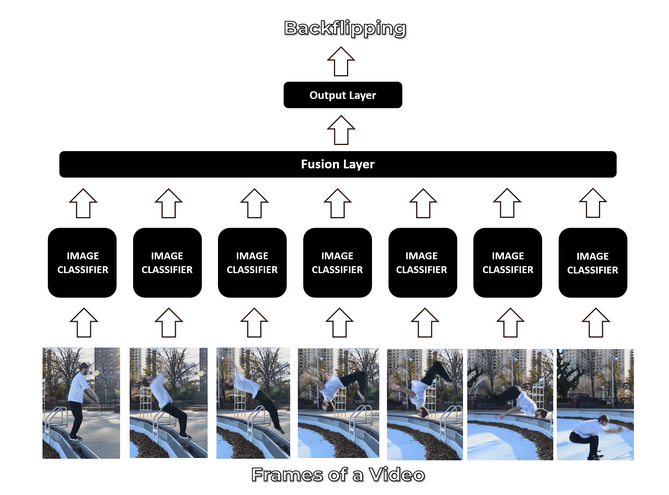 Backflipping
Output Layer
Fusion Layer
IMAGE
CLASSIFIER
IMAGE
CLASSIFIER
IMAGE
CLASSIFIER
IMAGE
CLASSIFIER
IMAGE
CLASSIFIER
IMAGE
CLASSIFIER
IMAGE
CLASSIFIER
Frames of a Video